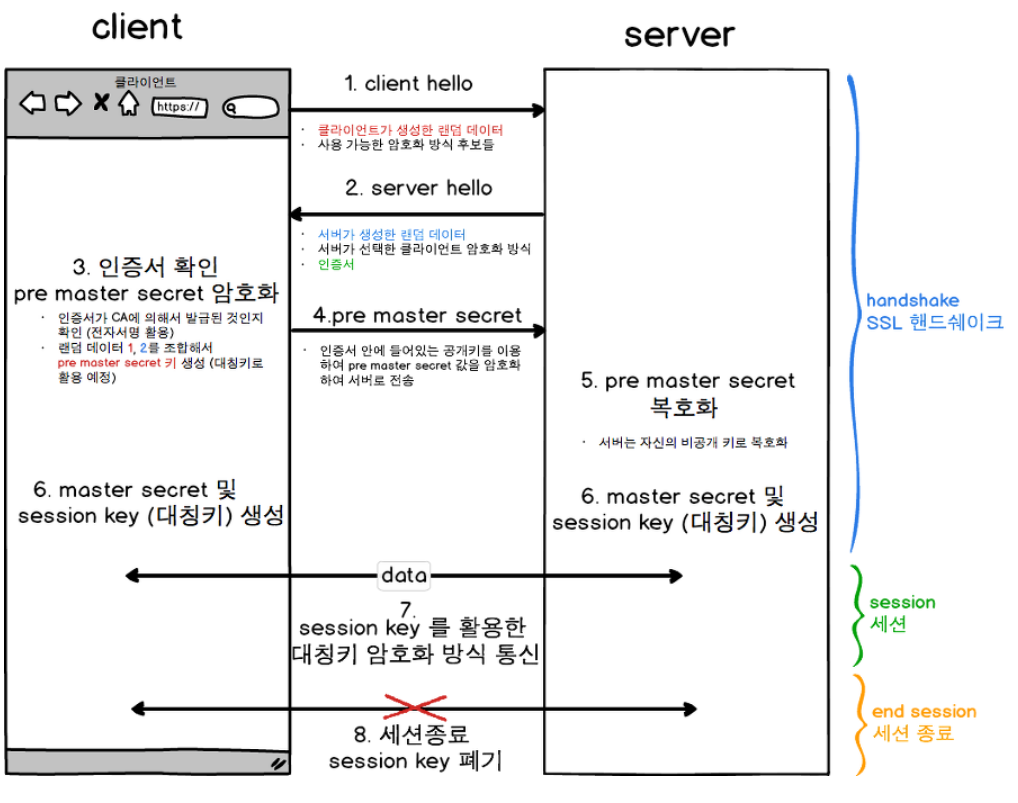 client
server
클라이언트
https://
1. client hello
· 클라이언트가 생성한 랜덤 데이터
· 사용 가능한 암호화 방식 후보들
2. server hello
· 서버가 생성한 랜덤 데이터
· 서버가 선택한 클라이언트 암호화 방식
· 인증서
3. 인증서 확인
pre master secret 암호화
· 인증서가 CA에 의해서 발급된 것인지
확인 (전자서명 활용)
· 랜덤 데이터 1, 2를 조합해서
pre master secret 키 생성 (대칭키로
활용 예정)
4.pre master secret
· 인증서 안에 들어있는 공개키를 이용
하여 pre master secret 값을 암호화
하여 서버로 전송
5. pre master secret
복호화
· 서버는 자신의 비공개 키로 복호화
6. master secret 및
session key (대칭키) 생성
6. master secret 및
session key (대칭키) 생성
handshake
SSL 핸드쉐이크
data
7.
session key 를 활용한
대칭키 암호화 방식 통신
session
세션
8. 세션종료
session key 폐기
end session
세션 종료